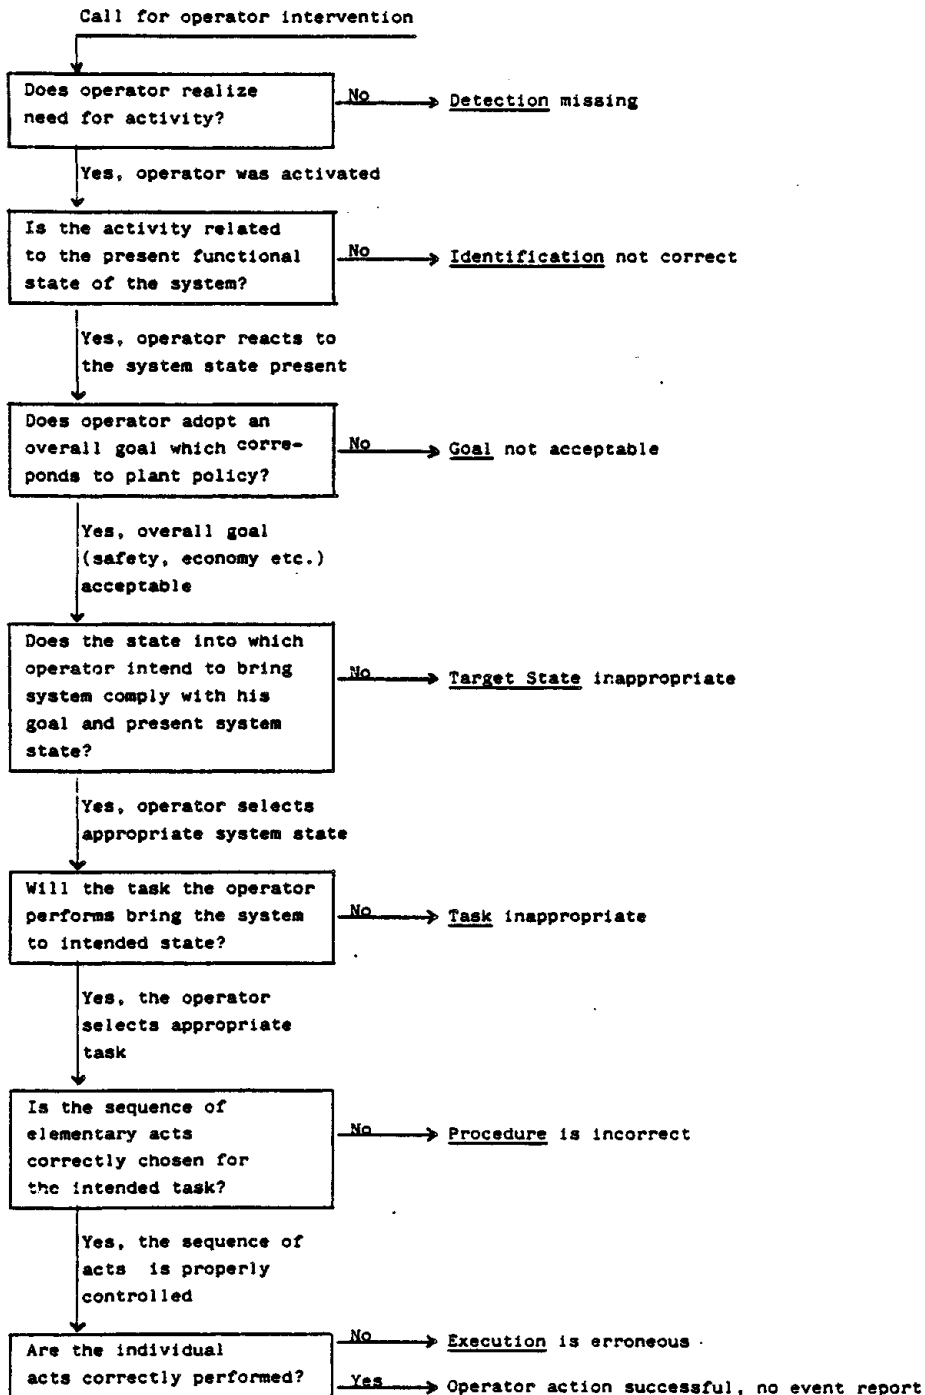 Call for operator intervention
Does operator realize
need for activity?
No
Detection missing
Yes, operator was activated
Is the activity related
to the present functional
state of the system?
No
Identification not correct
Yes, operator reacts to
the system state present
Does operator adopt an
overall goal which corre-
ponds to plant policy?
No
Goal not acceptable
Yes, overall goal
(safety, economy etc.)
acceptable
Does the state into which
operator intend to bring
system comply with his
goal and present system
state?
No
Target State inappropriate
Yes, operator selects
appropriate system state
Will the task the operator
performs bring the system
to intended state?
No
Task inappropriate
Yes, the operator
selects appropriate
task
Is the sequence of
elementary acts
correctly chosen for
the intended task?
No
Procedure is incorrect
Yes, the sequence of
acts is properly
controlled
Are the individual
acts correctly performed?
No
Execution is erroneous
Yes
Operator action successful, no event report